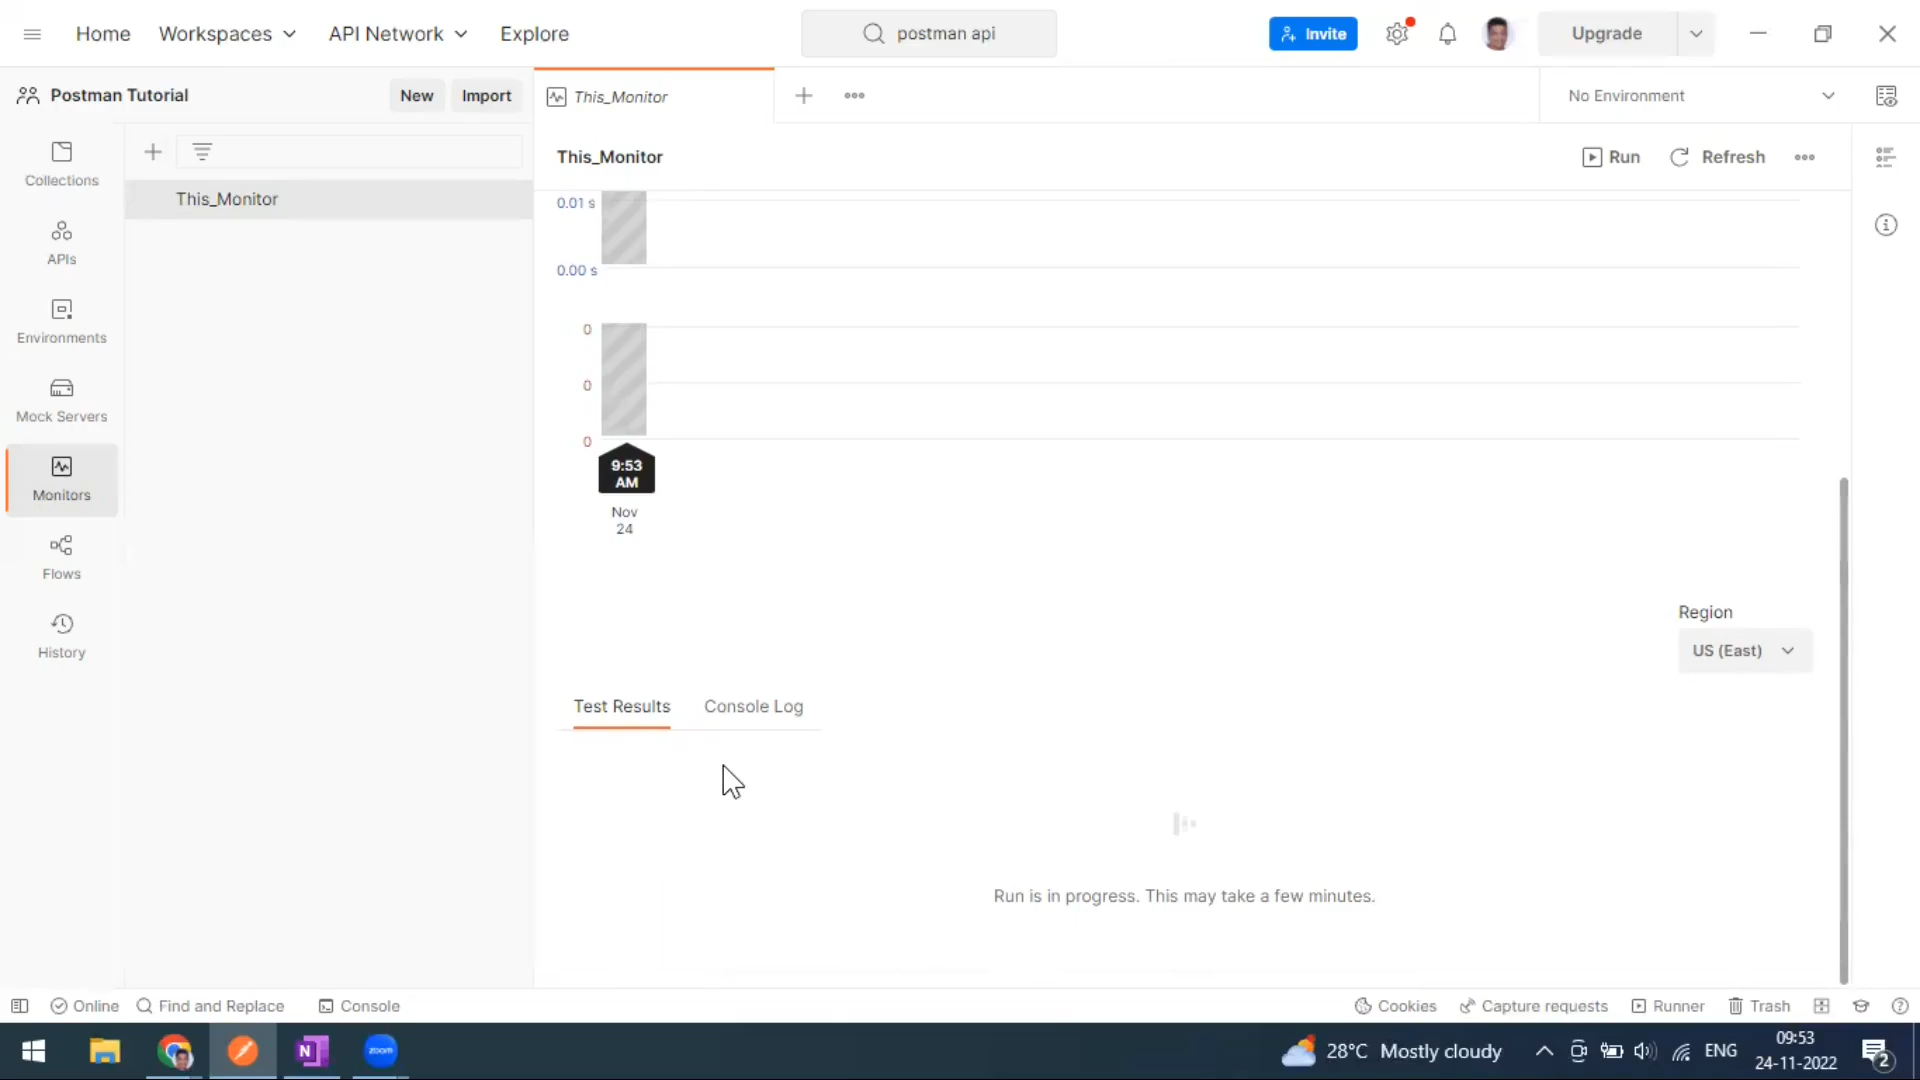 Home
Workspaces
API Network
Explore
postman api
Invite
Upgrade
Postman Tutorial
New
Import
This_Monitor
No Environment
Collections
APIs
Environments
Mock Servers
Monitors
Flows
History
This_Monitor
This_Monitor
Run
Refresh
0.01 s
0.00 s
0
0
0
9:53
AM
Nov
24
Region
US (East)
Test Results
Console Log
Run is in progress. This may take a few minutes.
Online
Find and Replace
Console
Cookies
Capture requests
Runner
Trash
N
zoom
28°C Mostly cloudy
ENG
09:53
24-11-2022
2